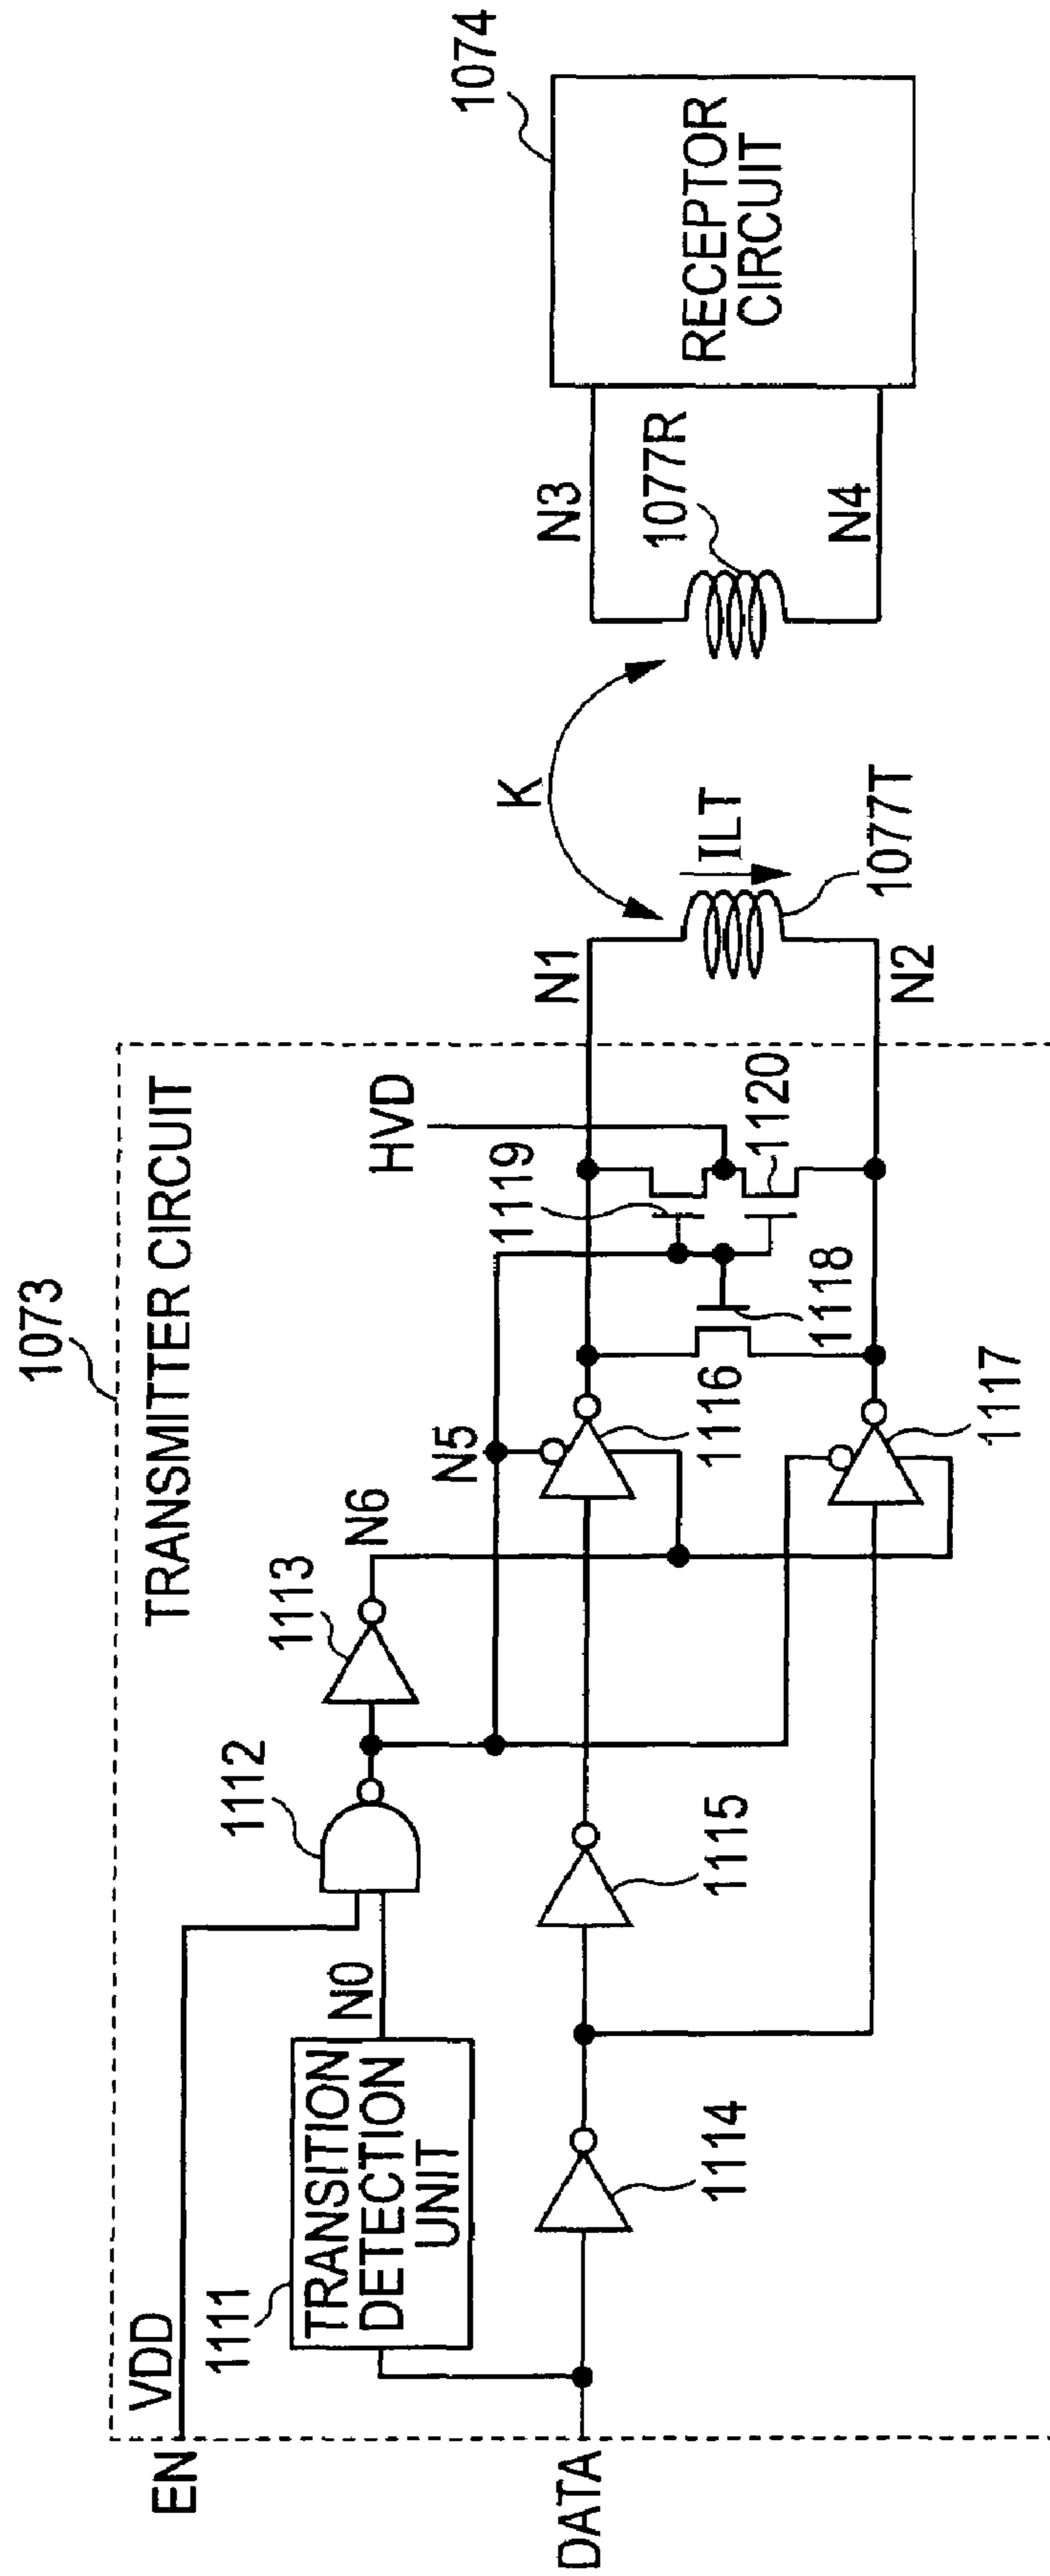 1073
TRANSMITTER CIRCUIT
EN
VDD
1111
TRANSITION
DETECTION
UNIT
N0
1112
1113
N6
N5
HVD
1119
1120
1118
1116
1117
DATA
1114
1115
N1
N2
K
ILT
1077T
N3
1077R
N4
1074
RECEPTOR
CIRCUIT